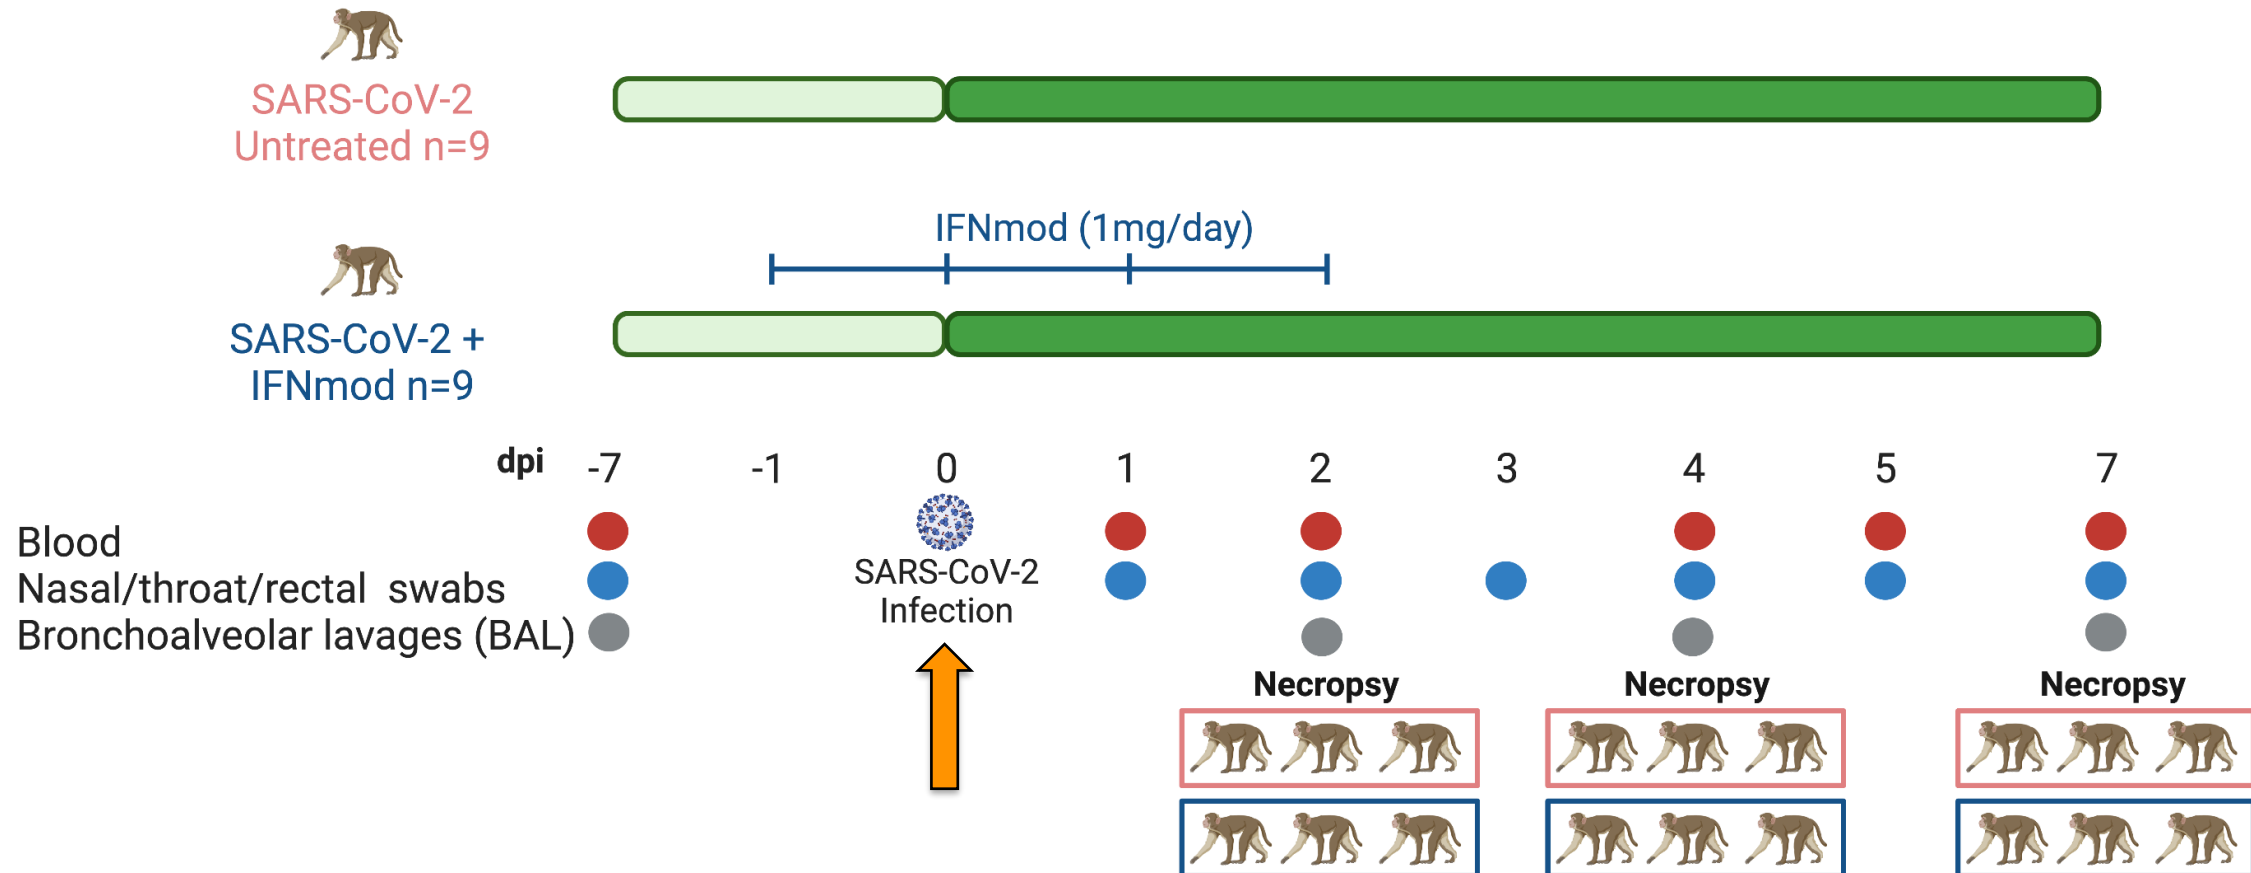 SARS-CoV-2
Untreated n=9
IFNmod (1mg/day)
SARS-CoV-2 +
IFNmod n=9
dpi -7 -1 0 1 2 3 4 5 7
Blood
Nasal/throat/rectal swabs
Bronchoalveolar lavages (BAL)
SARS-CoV-2
Infection
Necropsy Necropsy Necropsy